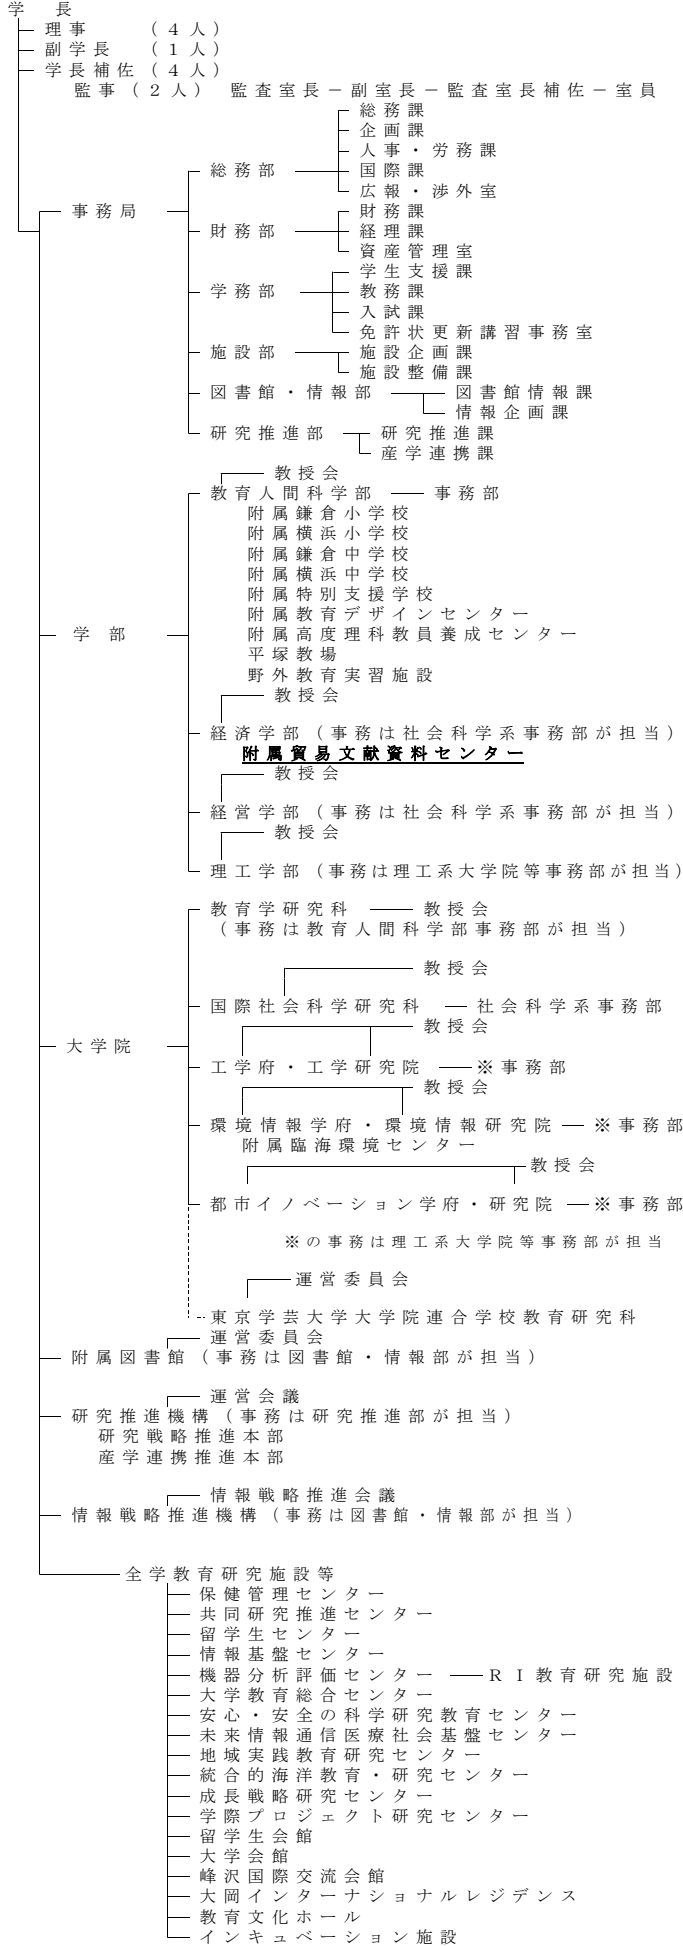 学　長
理事　（４人）
副学長　（１人）
学長補佐（４人）
監事（２人）　監査室長－副室長－監査室長補佐－室員
総務課
企画課
人事・労務課
総務部　国際課
広報・渉外室
事務局　財務課
財務部　経理課
資産管理室
学生支援課
学務部　教務課
入試課
免許状更新講習事務室
施設部　施設企画課
施設整備課
図書館・情報部　図書館情報課
情報企画課
研究推進部　研究推進課
産学連携課
教授会
教育人間科学部　事務部
附属鎌倉小学校
附属横浜小学校
附属鎌倉中学校
附属横浜中学校
附属特別支援学校
附属教育デザインセンター
学　部　附属高度理科教員養成センター
平塚教場
野外教育実習施設
教授会
経済学部（事務は社会科学系事務部が担当）
附属貿易文献資料センター
教授会
経営学部（事務は社会科学系事務部が担当）
教授会
理工学部（事務は理工系大学院等事務部が担当）
教育学研究科　教授会
（事務は教育人間科学部事務部が担当）
教授会
国際社会科学研究科　社会科学系事務部
教授会
大学院
工学府・工学研究院　※事務部
教授会
環境情報学府・環境情報研究院　※事務部
附属臨海環境センター
教授会
都市イノベーション学府・研究院　※事務部
※の事務は理工系大学院等事務部が担当
運営委員会
東京学芸大学大学院連合学校教育研究科
運営委員会
附属図書館（事務は図書館・情報部が担当）
運営会議
研究推進機構（事務は研究推進部が担当）
研究戦略推進本部
産学連携推進本部
情報戦略推進会議
情報戦略推進機構（事務は図書館・情報部が担当）
全学教育研究施設等
保健管理センター
共同研究推進センター
留学生センター
情報基盤センター
機器分析評価センター　ＲＩ教育研究施設
大学教育総合センター
安心・安全の科学研究教育センター
未来情報通信医療社会基盤センター
地域実践教育研究センター
統合的海洋教育・研究センター
成長戦略研究センター
学際プロジェクト研究センター
留学生会館
大学会館
峰沢国際交流会館
大岡インターナショナルレジデンス
教育文化ホール
インキュベーション施設